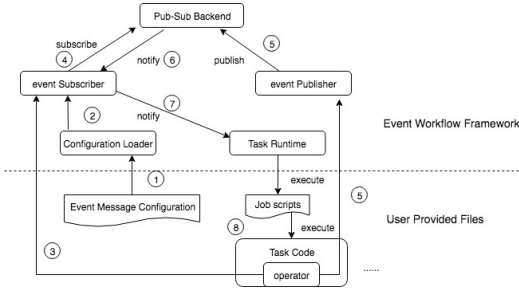 Pub-Sub Backend
subscribe
5
4
notify
6
publish
event Subscriber
event Publisher
7
2
notify
Event Workflow Framework
Configuration Loader
Task Runtime
1
execute
Event Message Configuration
Job scripts
5
User Provided Files
8
execute
3
Task Code
operator
......